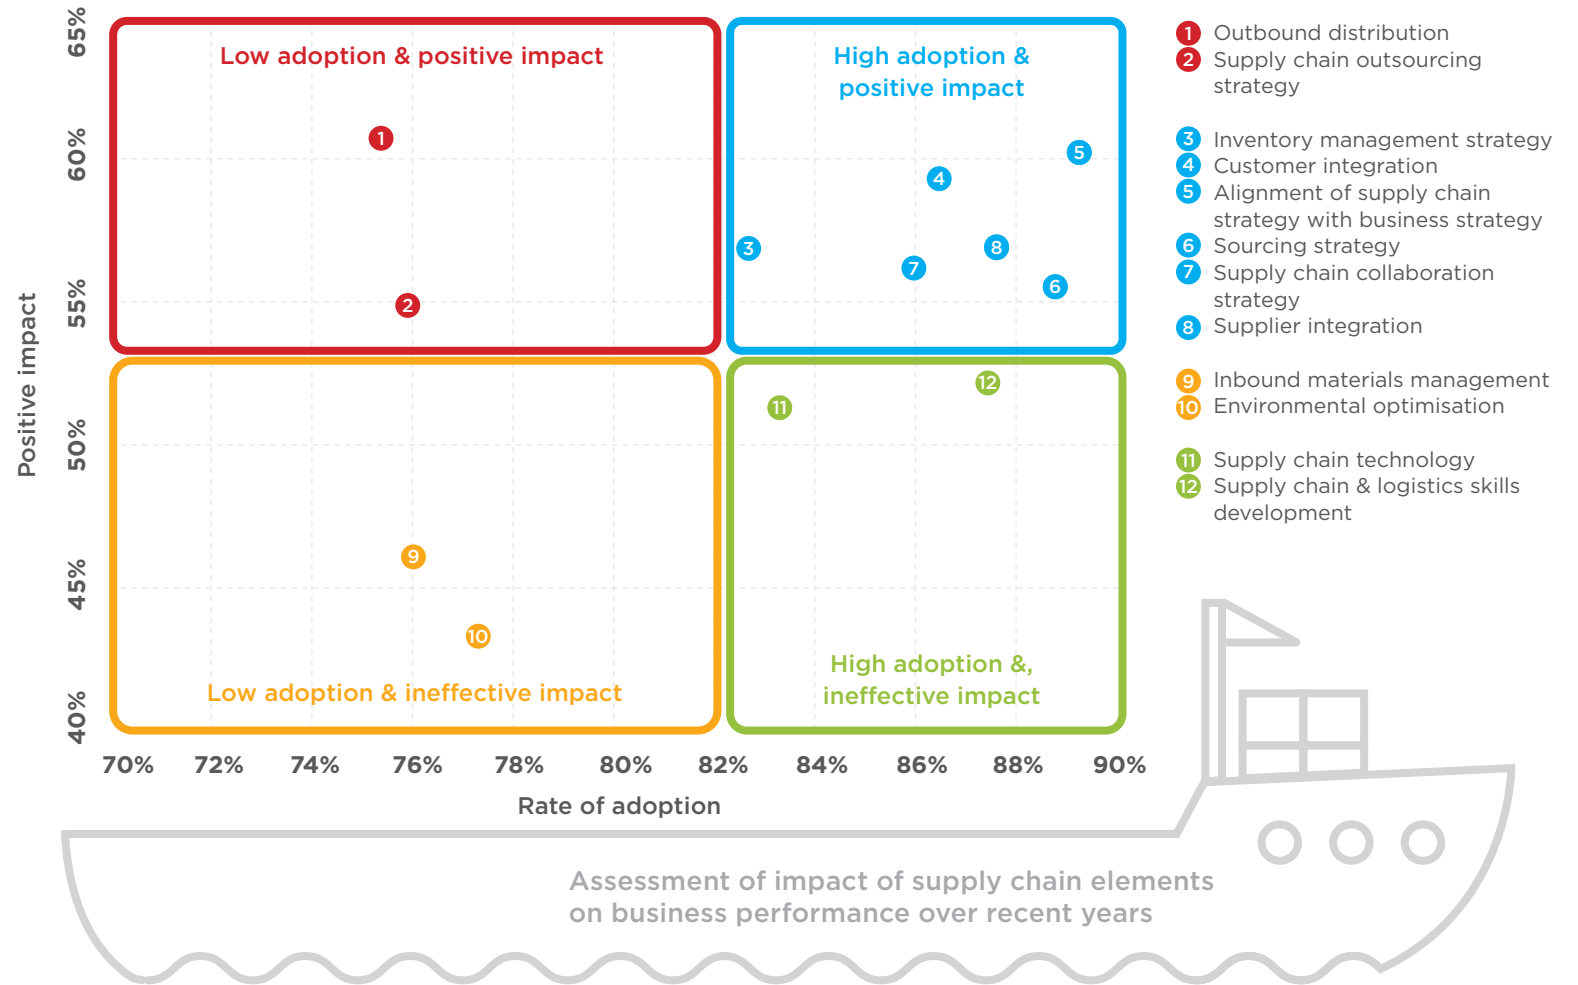 65%
60%
55%
50%
45%
40%
Positive impact
Low adoption & positive impact
1
2
High adoption &
positive impact
3
4
5
6
7
8
Low adoption & ineffective impact
9
10
High adoption &,
ineffective impact
11
12
70% 72% 74% 76% 78% 80% 82% 84% 86% 88% 90%
Rate of adoption
1 Outbound distribution
2 Supply chain outsourcing
strategy
3 Inventory management strategy
4 Customer integration
5 Alignment of supply chain
strategy with business strategy
6 Sourcing strategy
7 Supply chain collaboration
strategy
8 Supplier integration
9 Inbound materials management
10 Environmental optimisation
11 Supply chain technology
12 Supply chain & logistics skills
development
Assessment of impact of supply chain elements
on business performance over recent years